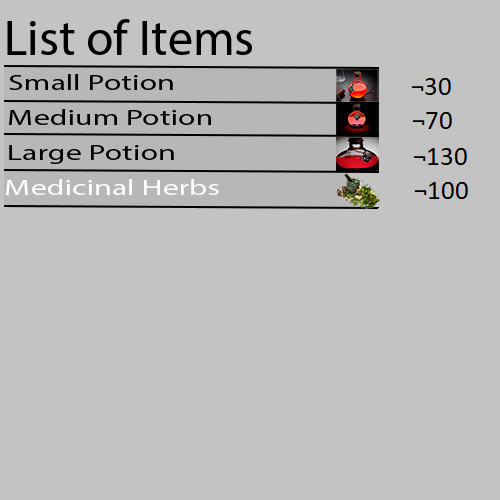 List of Items
Small Potion ¬30
Medium Potion ¬70
Large Potion ¬130
Medicinal Herbs ¬100